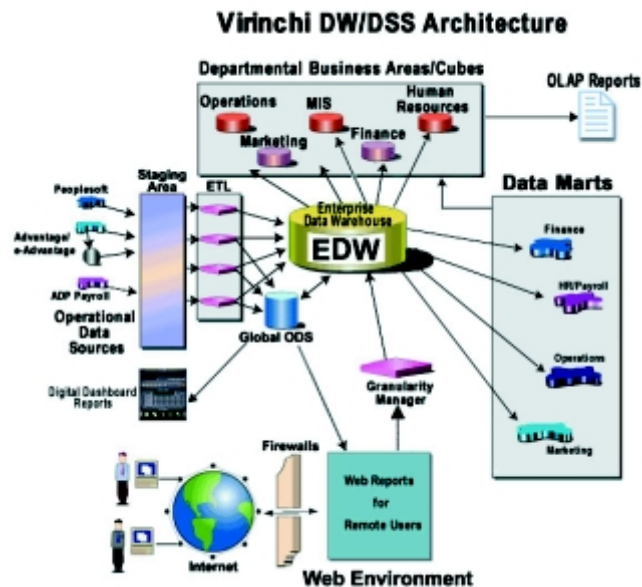 Virinchi DW/DSS Architecture
Departmental Business Areas/Cubes
Operations
MIS
Human
Resources
Marketing
Finance
OLAP Reports
Staging
Area
ETL
Peoplesoft
Advantage/
e-Advantage
ADP Payroll
Operational
Data
Sources
Enterprise
Data Warehouse
EDW
Global ODS
Data Marts
Finance
HR/Payroll
Operations
Marketing
Digital Dashboard
Reports
Granularity
Manager
Firewalls
Web Reports
for
Remote Users
Internet
Web Environment